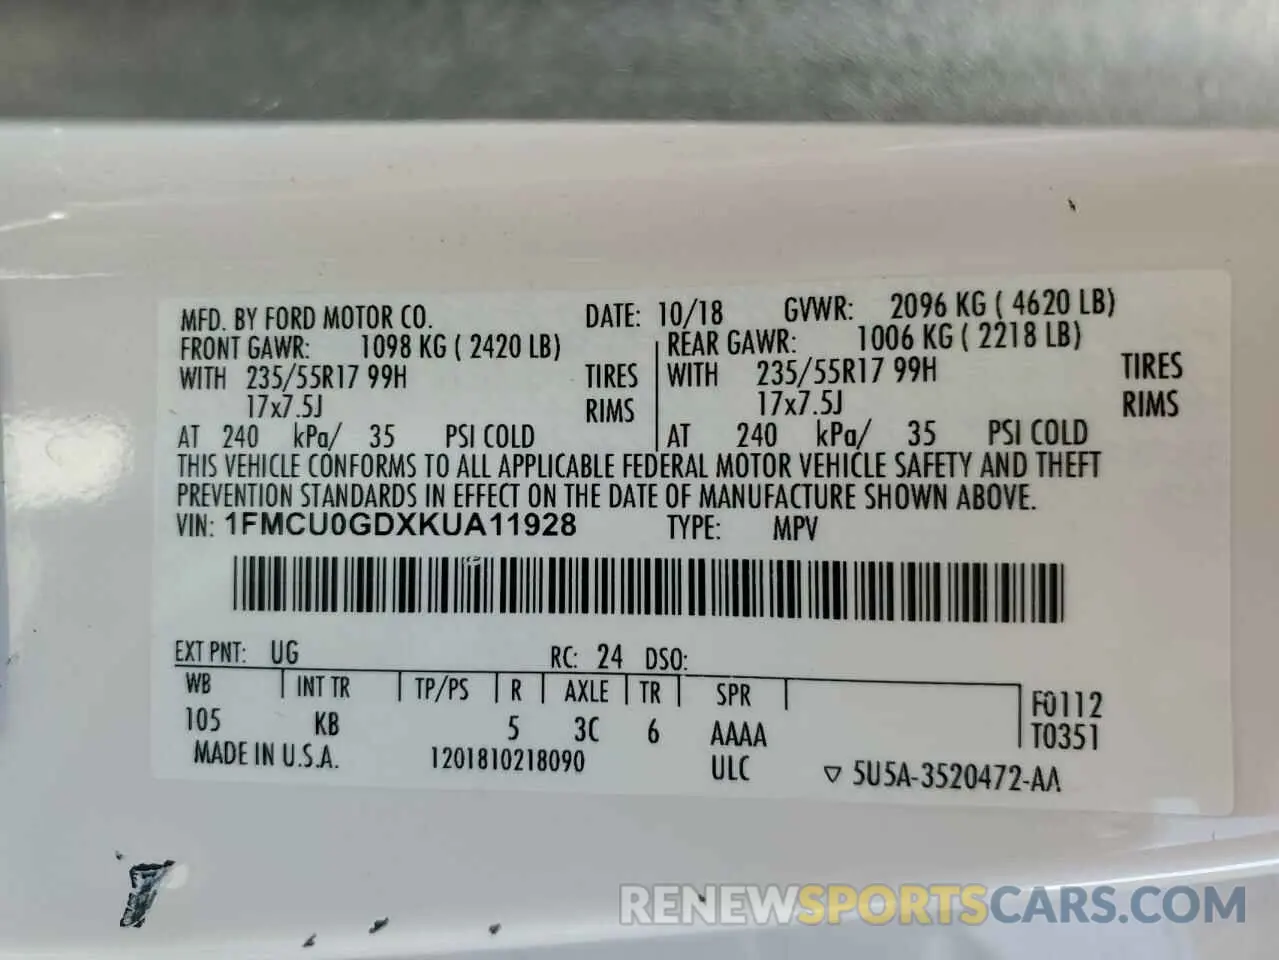 MFD. BY FORD MOTOR CO. DATE: 10/18 GVWR: 2096 KG ( 4620 LB)
FRONT GAWR: 1098 KG ( 2420 LB) REAR GAWR: 1006 KG ( 2218 LB)
WITH 235/55R17 99H TIRES WITH 235/55R17 99H TIRES
17x7.5J RIMS 17x7.5J RIMS
AT 240 kPa/ 35 PSI COLD AT 240 kPa/ 35 PSI COLD
THIS VEHICLE CONFORMS TO ALL APPLICABLE FEDERAL MOTOR VEHICLE SAFETY AND THEFT
PREVENTION STANDARDS IN EFFECT ON THE DATE OF MANUFACTURE SHOWN ABOVE.
VIN: 1FMCU0GDXKUA11928 TYPE: MPV
EXT PNT: UG RC: 24 DSO:
WB INT TR TP/PS R AXLE TR SPR F0112
105 KB 5 3C 6 AAAA T0351
MADE IN U.S.A. 1201810218090 ULC ▽ 5U5A-3520472-AA
RENEWSPORTSCARS.COM